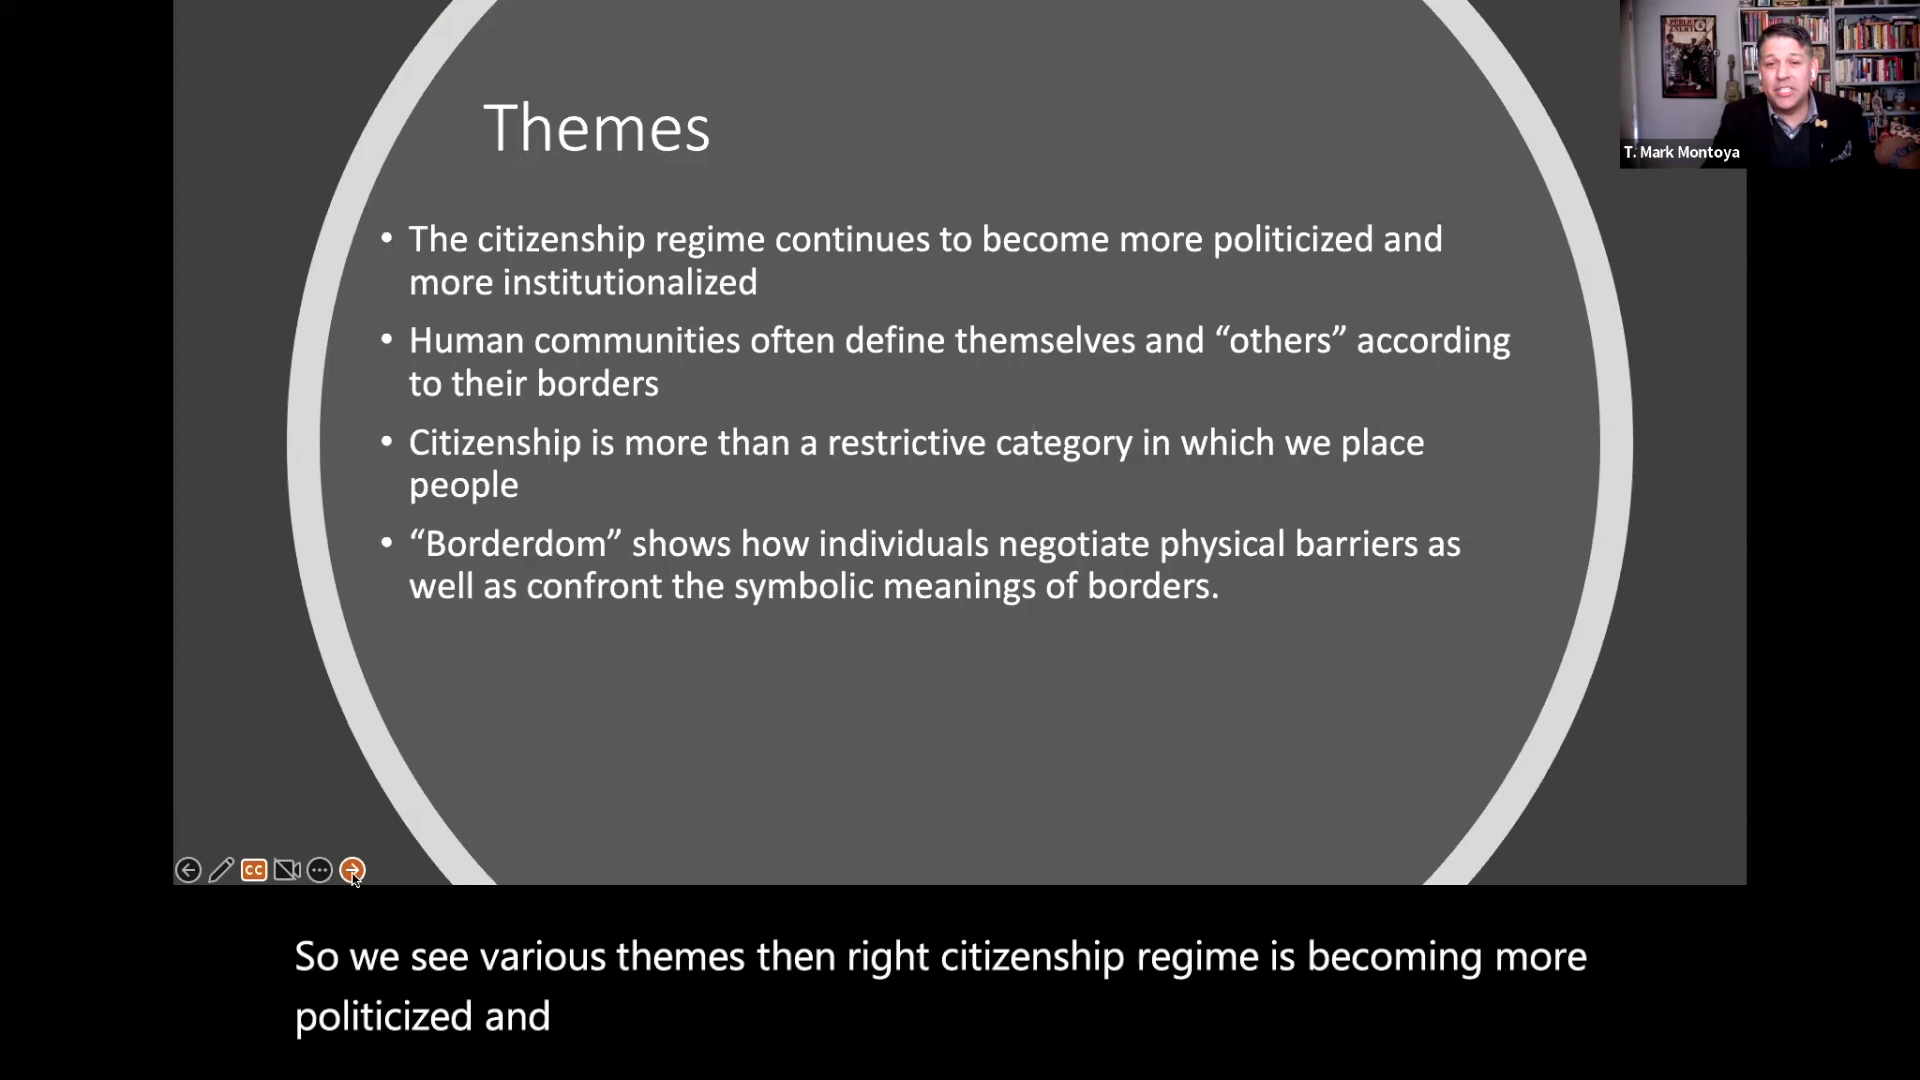 Themes
• The citizenship regime continues to become more politicized and
more institutionalized
• Human communities often define themselves and “others” according
to their borders
• Citizenship is more than a restrictive category in which we place
people
• “Borderdom” shows how individuals negotiate physical barriers as
well as confront the symbolic meanings of borders.
PUBLIC
ENEMY
T. Mark Montoya
CC
So we see various themes then right citizenship regime is becoming more
politicized and